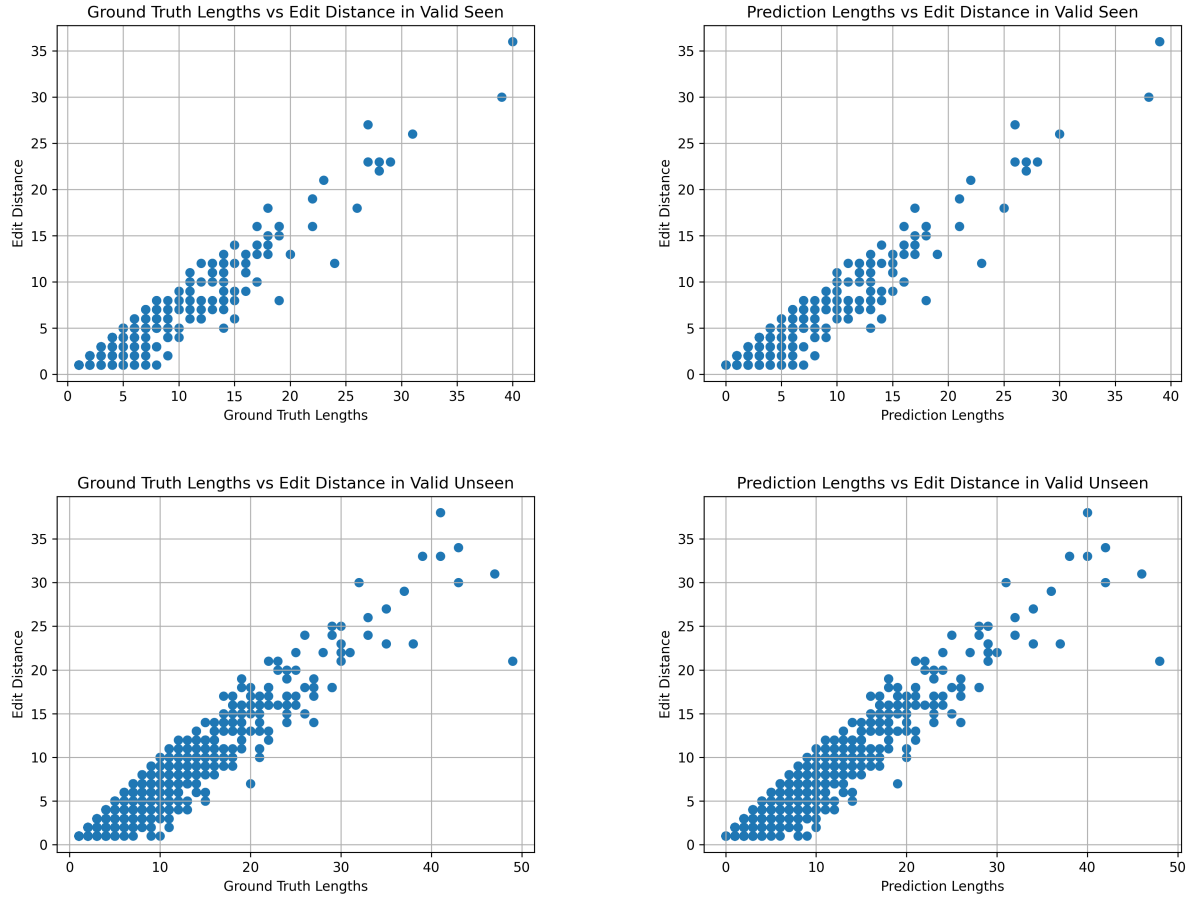 Ground Truth Lengths vs Edit Distance in Valid Seen
Edit Distance
35
30
25
20
15
10
5
0
0 5 10 15 20 25 30 35 40
Ground Truth Lengths
Prediction Lengths vs Edit Distance in Valid Seen
Edit Distance
35
30
25
20
15
10
5
0
0 5 10 15 20 25 30 35 40
Prediction Lengths
Ground Truth Lengths vs Edit Distance in Valid Unseen
Edit Distance
35
30
25
20
15
10
5
0
0 10 20 30 40 50
Ground Truth Lengths
Prediction Lengths vs Edit Distance in Valid Unseen
Edit Distance
35
30
25
20
15
10
5
0
0 10 20 30 40 50
Prediction Lengths